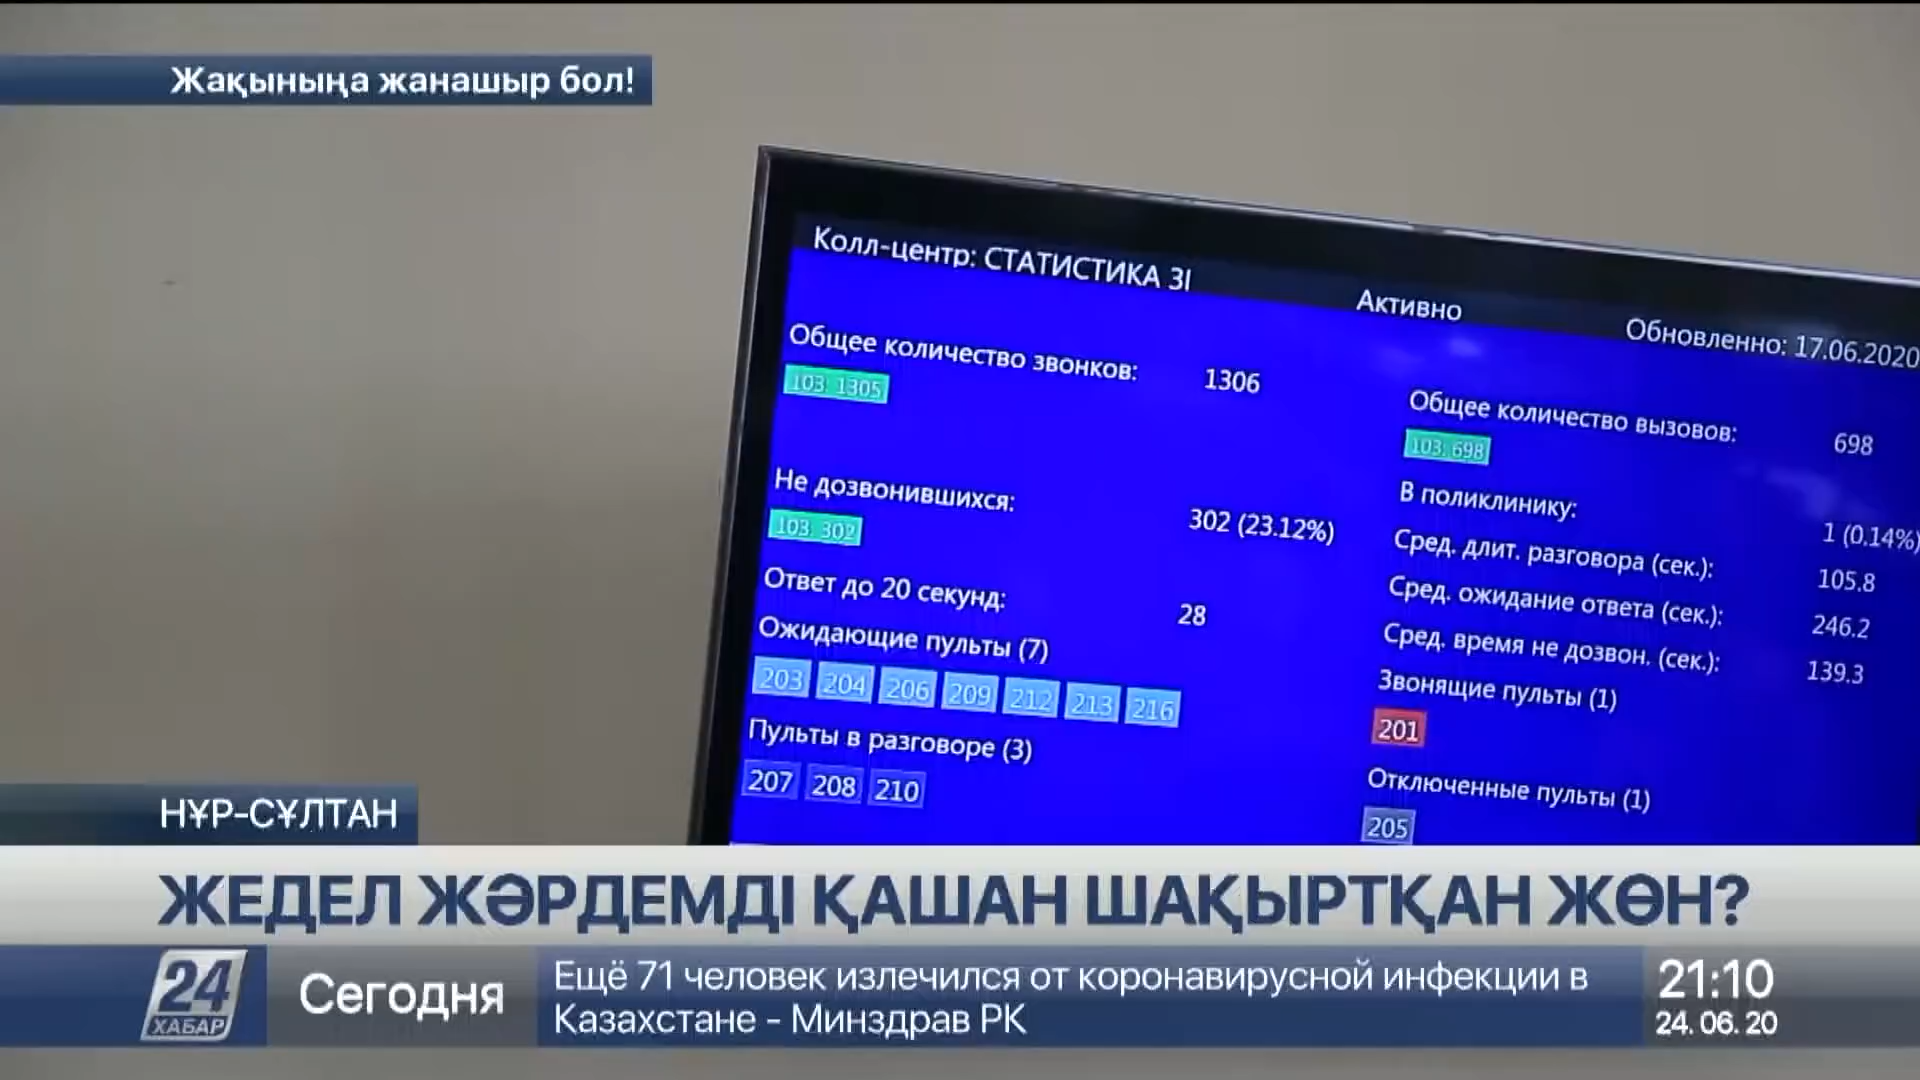 Жақыныңа жанашыр бол!
Колл-центр: СТАТИСТИКА ЗІ
Активно
Обновленно: 17.06.2020
Общее количество звонков: 1306
103: 1305
Не дозвонившихся: 302 (23.12%)
103: 302
Ответ до 20 секунд: 28
Ожидающие пульты (7)
203 204 206 209 212 213 216
Пульты в разговоре (3)
207 208 210
Общее количество вызовов: 698
103: 698
В поликлинику: 1 (0.14%)
Сред. длит. разговора (сек.): 105.8
Сред. ожидание ответа (сек.): 246.2
Сред. время не дозвон. (сек.): 139.3
Звонящие пульты (1)
201
Отключенные пульты (1)
205
НҰР-СҰЛТАН
ЖЕДЕЛ ЖӘРДЕМДІ ҚАШАН ШАҚЫРТҚАН ЖӨН?
24
ХАБАР
Сегодня
Ещё 71 человек излечился от коронавирусной инфекции в
Казахстане - Минздрав РК
21:10
24. 06. 20